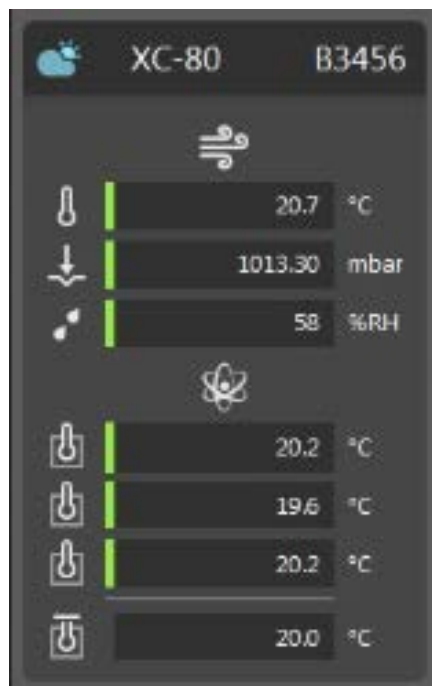 XC-80 B3456
20.7 °C
1013.30 mbar
58 %RH
20.2 °C
19.6 °C
20.2 °C
20.0 °C